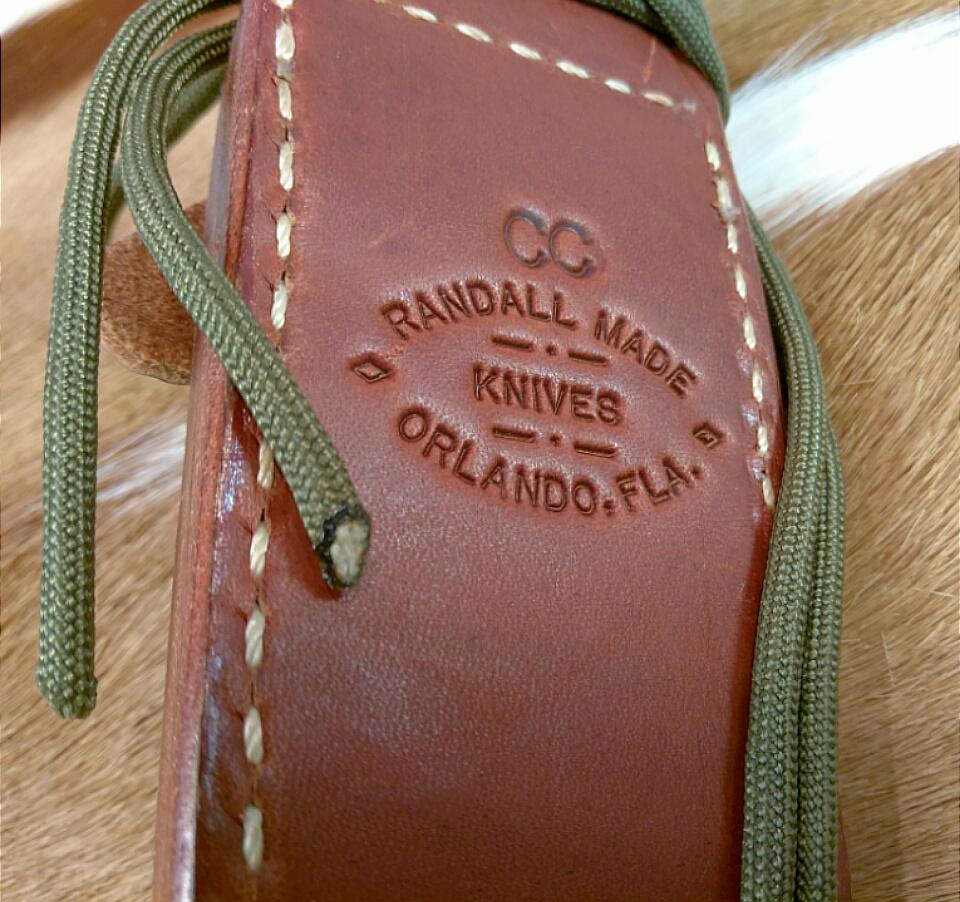 CC
RANDALL MADE
KNIVES
ORLANDO, FLA.